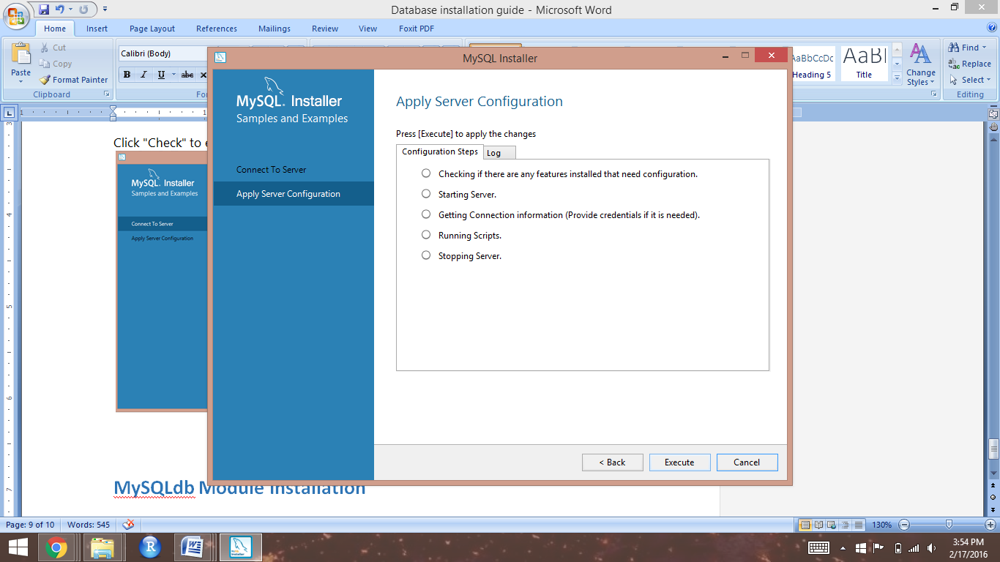 Database installation guide - Microsoft Word
Home Insert Page Layout References Mailings Review View Foxit PDF
Paste
Cut
Copy
Format Painter
Clipboard
Calibri (Body)
B I U abc
AaBbCcDc
Heading 5
AaBl
Title
Change
Styles
Find
Replace
Select
Editing
Click "Check" to
MySQL Installer
Samples and Examples
Connect To Server
Apply Server Configuration
MySQL Installer
MySQL Installer
Samples and Examples
Connect To Server
Apply Server Configuration
Apply Server Configuration
Press [Execute] to apply the changes
Configuration Steps Log
Checking if there are any features installed that need configuration.
Starting Server.
Getting Connection information (Provide credentials if it is needed).
Running Scripts.
Stopping Server.
< Back Execute Cancel
MySQLdb Module Installation
Page: 9 of 10 Words: 545 130%
3:54 PM
2/17/2016